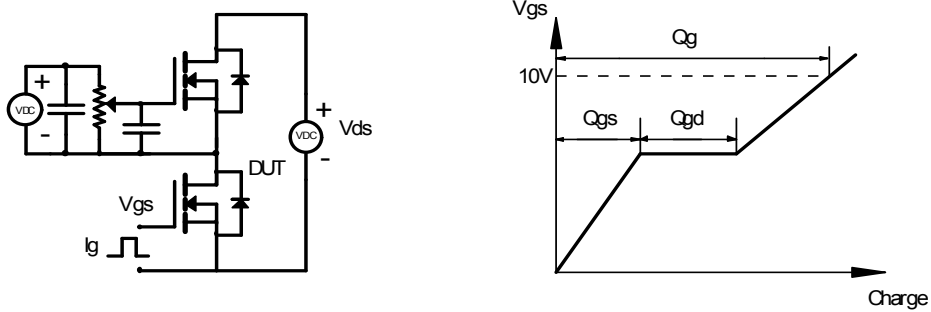 +
VDC
-
+
VDC
-
Vds
DUT
Vgs
Ig
Vgs
Qg
10V
Qgs
Qgd
Charge